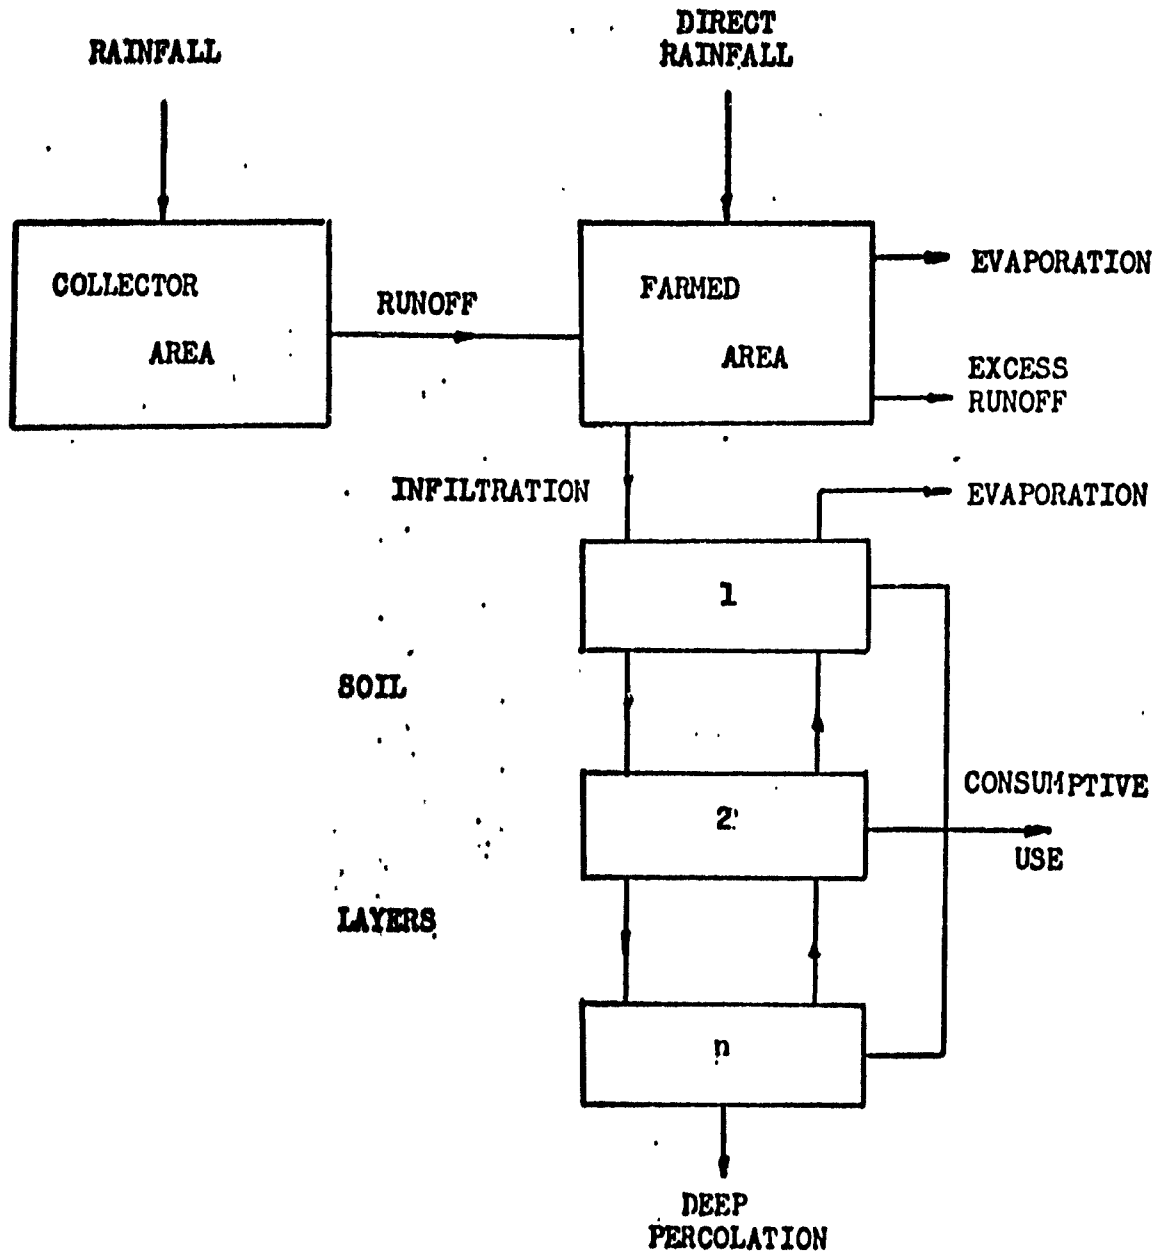 RAINFALL
DIRECT
RAINFALL
COLLECTOR
AREA
RUNOFF
FARMED
AREA
EVAPORATION
EXCESS
RUNOFF
INFILTRATION
EVAPORATION
1
SOIL
2
CONSUMPTIVE
USE
LAYERS
n
DEEP
PERCOLATION